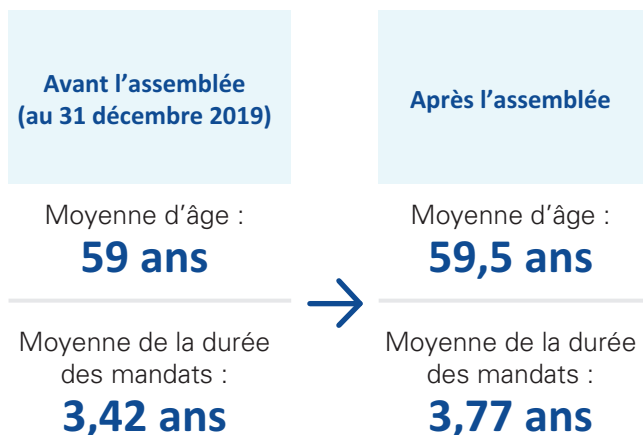 Avant l’assemblée
(au 31 décembre 2019)
Moyenne d’âge :
59 ans
Moyenne de la durée
des mandats :
3,42 ans
Après l’assemblée
Moyenne d’âge :
59,5 ans
Moyenne de la durée
des mandats :
3,77 ans